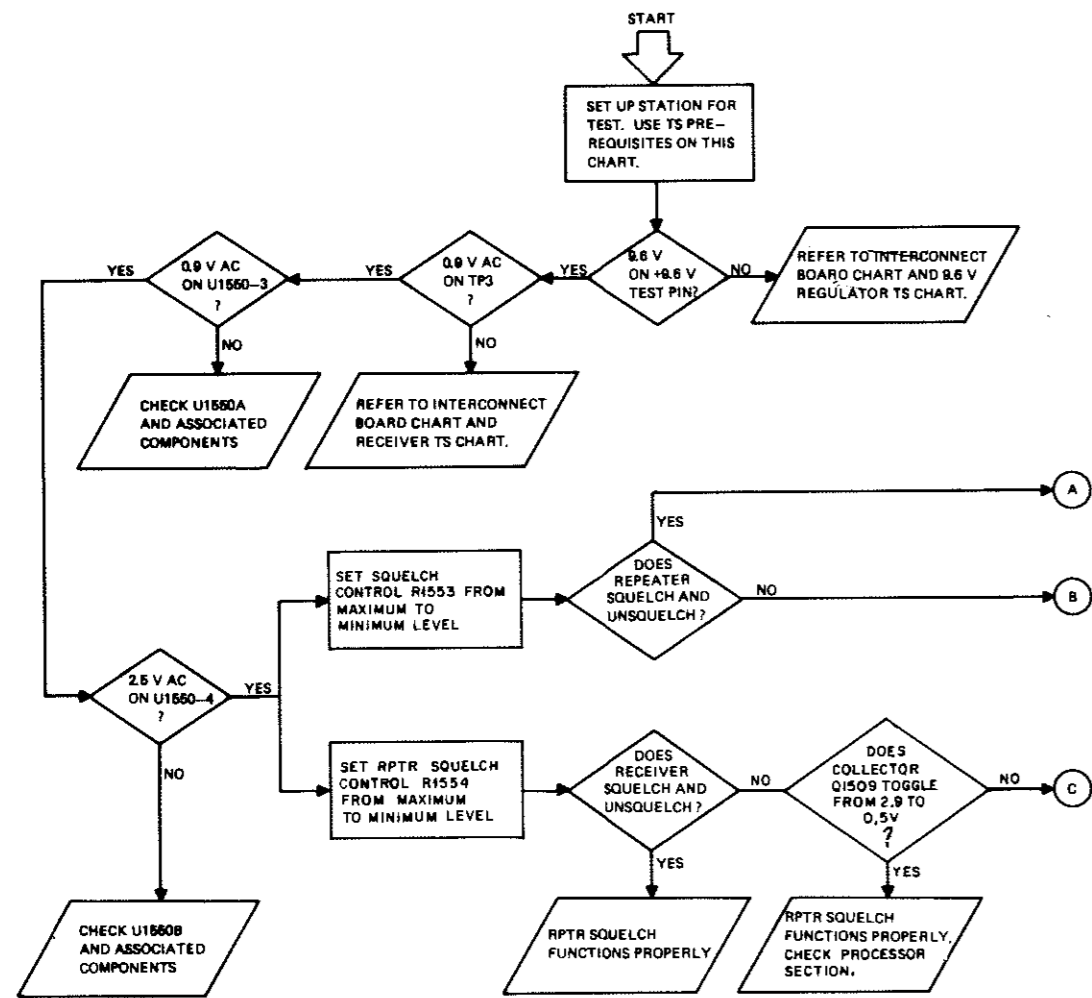 START
SET UP STATION FOR
TEST. USE TS PRE-
REQUISITES ON THIS
CHART.
YES
0.9 V AC
ON U1550-3
?
NO
YES
0.9 V AC
ON TP3
?
NO
YES
9.6 V
ON +9.6 V
TEST PIN?
NO
REFER TO INTERCONNECT
BOARD CHART AND 9.6 V
REGULATOR TS CHART.
CHECK U1550A
AND ASSOCIATED
COMPONENTS
REFER TO INTERCONNECT
BOARD CHART AND
RECEIVER TS CHART.
A
YES
SET SQUELCH
CONTROL R1553 FROM
MAXIMUM TO
MINIMUM LEVEL
DOES
REPEATER
SQUELCH AND
UNSQUELCH ?
NO
B
2.5 V AC
ON U1550-4
?
YES
NO
SET RPTR SQUELCH
CONTROL R1554
FROM MAXIMUM
TO MINIMUM LEVEL
DOES
RECEIVER
SQUELCH AND
UNSQUELCH ?
NO
YES
DOES
COLLECTOR
Q1509 TOGGLE
FROM 2.9 TO
0,5V
?
NO
YES
C
CHECK U1550B
AND ASSOCIATED
COMPONENTS
RPTR SQUELCH
FUNCTIONS PROPERLY
RPTR SQUELCH
FUNCTIONS PROPERLY,
CHECK PROCESSOR
SECTION.